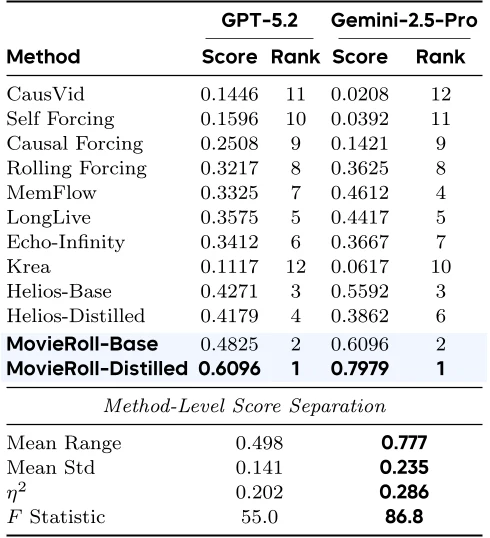 GPT-5.2 Gemini-2.5-Pro
Method Score Rank Score Rank
CausVid 0.1446 11 0.0208 12
Self Forcing 0.1596 10 0.0392 11
Causal Forcing 0.2508 9 0.1421 9
Rolling Forcing 0.3217 8 0.3625 8
MemFlow 0.3325 7 0.4612 4
LongLive 0.3575 5 0.4417 5
Echo-Infinity 0.3412 6 0.3667 7
Krea 0.1117 12 0.0617 10
Helios-Base 0.4271 3 0.5592 3
Helios-Distilled 0.4179 4 0.3862 6
MovieRoll-Base 0.4825 2 0.6096 2
MovieRoll-Distilled 0.6096 1 0.7979 1
Method-Level Score Separation
Mean Range 0.498 0.777
Mean Std 0.141 0.235
η² 0.202 0.286
F Statistic 55.0 86.8